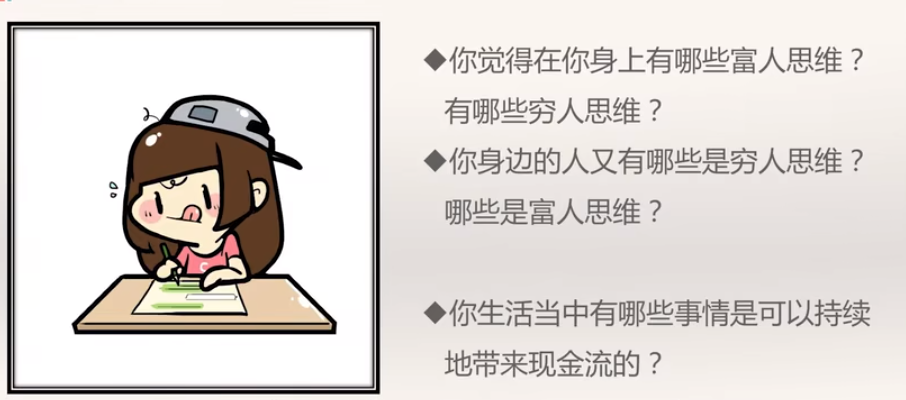 ◆你觉得在你身上有哪些富人思维？
有哪些穷人思维？
◆你身边的人又有哪些是穷人思维？
哪些是富人思维？
◆你生活当中有哪些事情是可以持续
地带来现金流的？